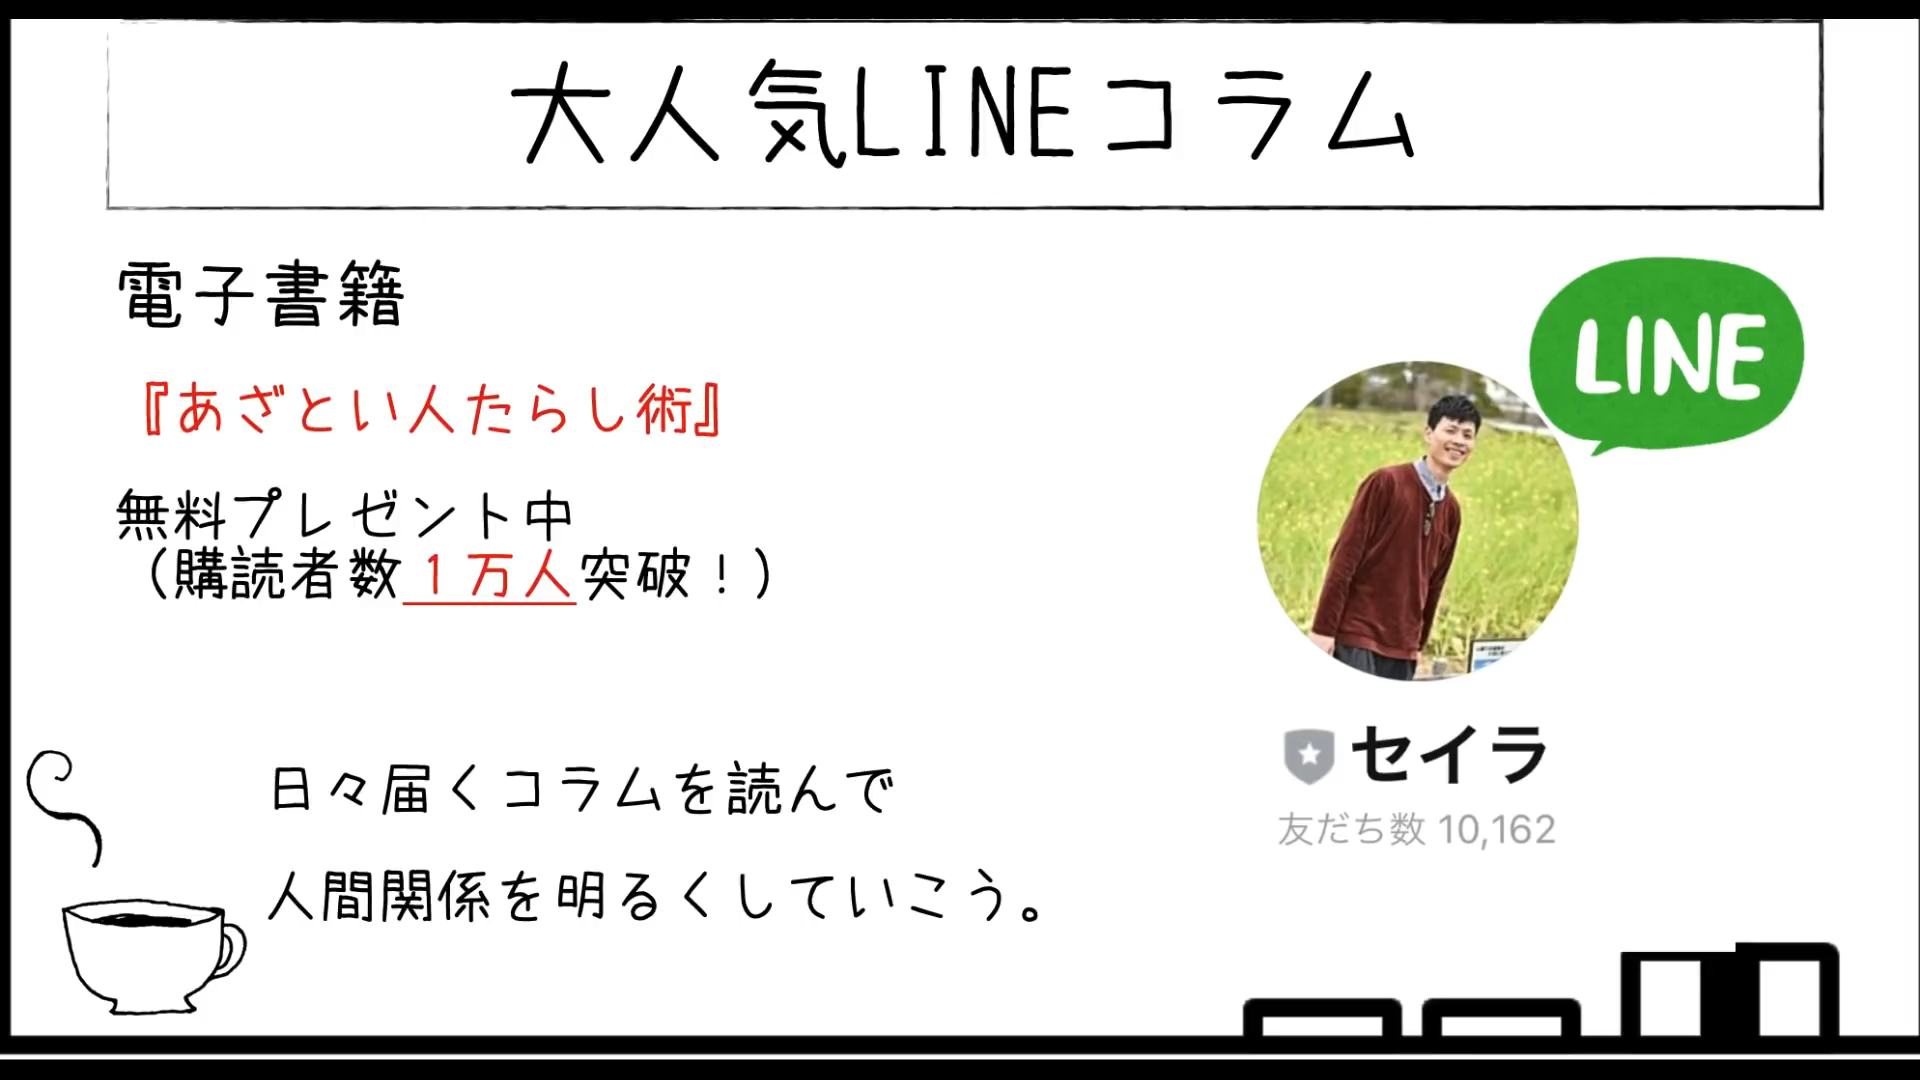 大人気LINEコラム
電子書籍
『あざとい人たらし術』
無料プレゼント中
（購読者数１万人突破！）
LINE
セイラ
友だち数 10,162
日々届くコラムを読んで
人間関係を明るくしていこう。